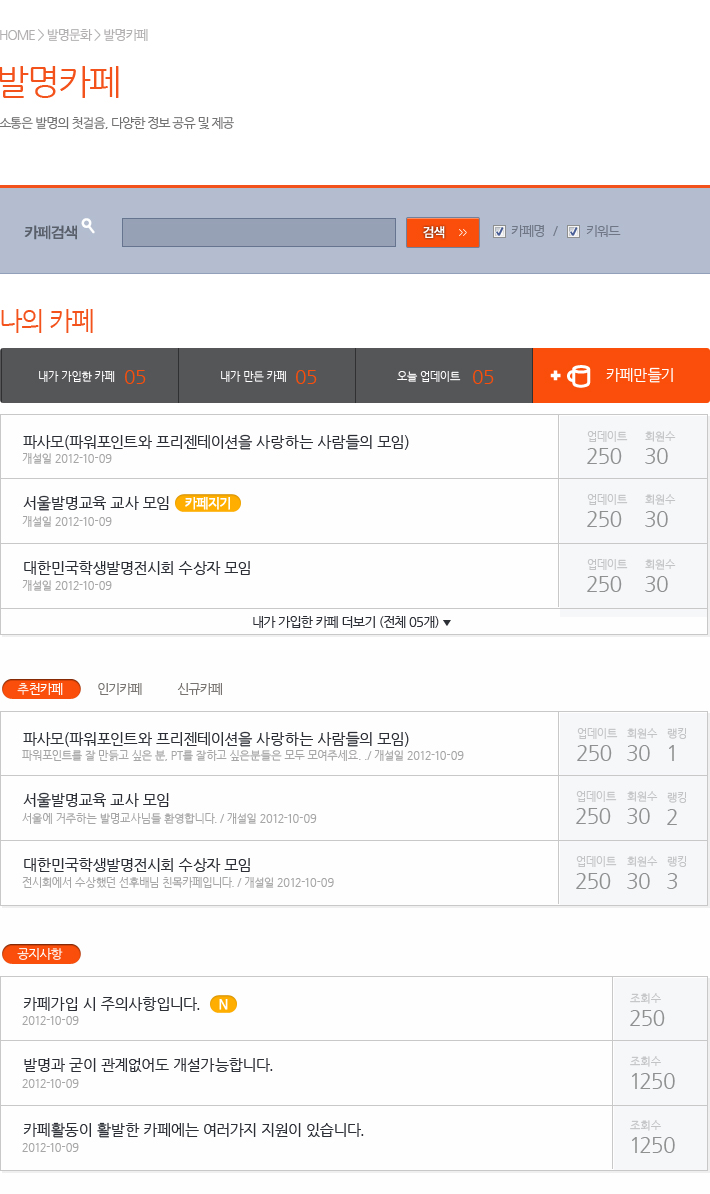 HOME > 발명문화 > 발명카페
발명카페
소통은 발명의 첫걸음, 다양한 정보 공유 및 제공
카페검색 검색 >> 카페명 / 키워드
나의 카페
내가 가입한 카페 05 내가 만든 카페 05 오늘 업데이트 05 카페만들기
파사모(파워포인트와 프리젠테이션을 사랑하는 사람들의 모임) 업데이트 회원수
개설일 2012-10-09 250 30
서울발명교육 교사 모임 카페지기 업데이트 회원수
개설일 2012-10-09 250 30
대한민국학생발명전시회 수상자 모임 업데이트 회원수
개설일 2012-10-09 250 30
내가 가입한 카페 더보기 (전체 05개)
추천카페 인기카페 신규카페
파사모(파워포인트와 프리젠테이션을 사랑하는 사람들의 모임) 업데이트 회원수 랭킹
파워포인트를 잘 만듥고 싶은 분, PT를 잘하고 싶은분들은 모두 모여주세요. ./ 개설일 2012-10-09 250 30 1
서울발명교육 교사 모임 업데이트 회원수 랭킹
서울에 거주하는 발명교사님들 환영합니다. / 개설일 2012-10-09 250 30 2
대한민국학생발명전시회 수상자 모임 업데이트 회원수 랭킹
전시회에서 수상했던 선후배님 친목카페입니다. / 개설일 2012-10-09 250 30 3
공지사항
카페가입 시 주의사항입니다. N 조회수
2012-10-09 250
발명과 굳이 관계없어도 개설가능합니다. 조회수
2012-10-09 1250
카페활동이 활발한 카페에는 여러가지 지원이 있습니다. 조회수
2012-10-09 1250